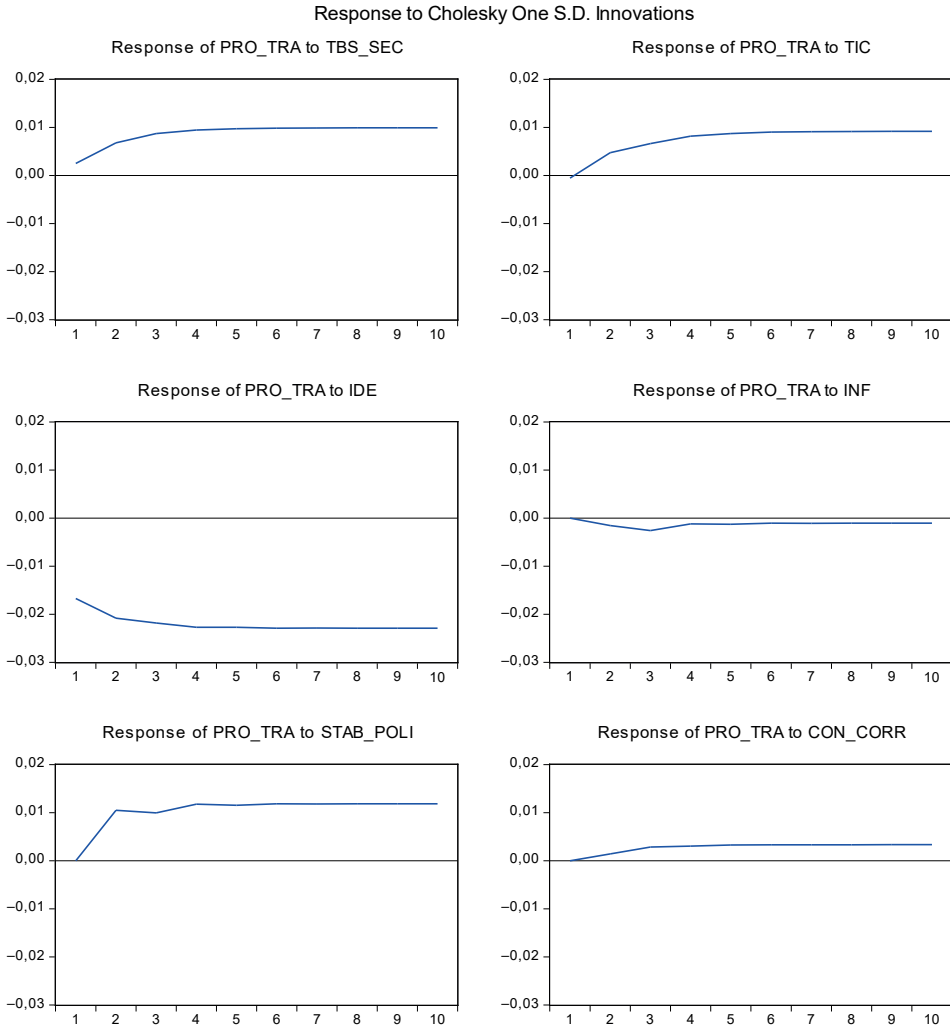 Response to Cholesky One S.D. Innovations
Response of PRO_TRA to TBS_SEC
0,02
0,01
0,00
–0,01
–0,02
–0,03
1 2 3 4 5 6 7 8 9 10
Response of PRO_TRA to TIC
0,02
0,01
0,00
–0,01
–0,02
–0,03
1 2 3 4 5 6 7 8 9 10
Response of PRO_TRA to IDE
0,02
0,01
0,00
–0,01
–0,02
–0,03
1 2 3 4 5 6 7 8 9 10
Response of PRO_TRA to INF
0,02
0,01
0,00
–0,01
–0,02
–0,03
1 2 3 4 5 6 7 8 9 10
Response of PRO_TRA to STAB_POLI
0,02
0,01
0,00
–0,01
–0,02
–0,03
1 2 3 4 5 6 7 8 9 10
Response of PRO_TRA to CON_CORR
0,02
0,01
0,00
–0,01
–0,02
–0,03
1 2 3 4 5 6 7 8 9 10